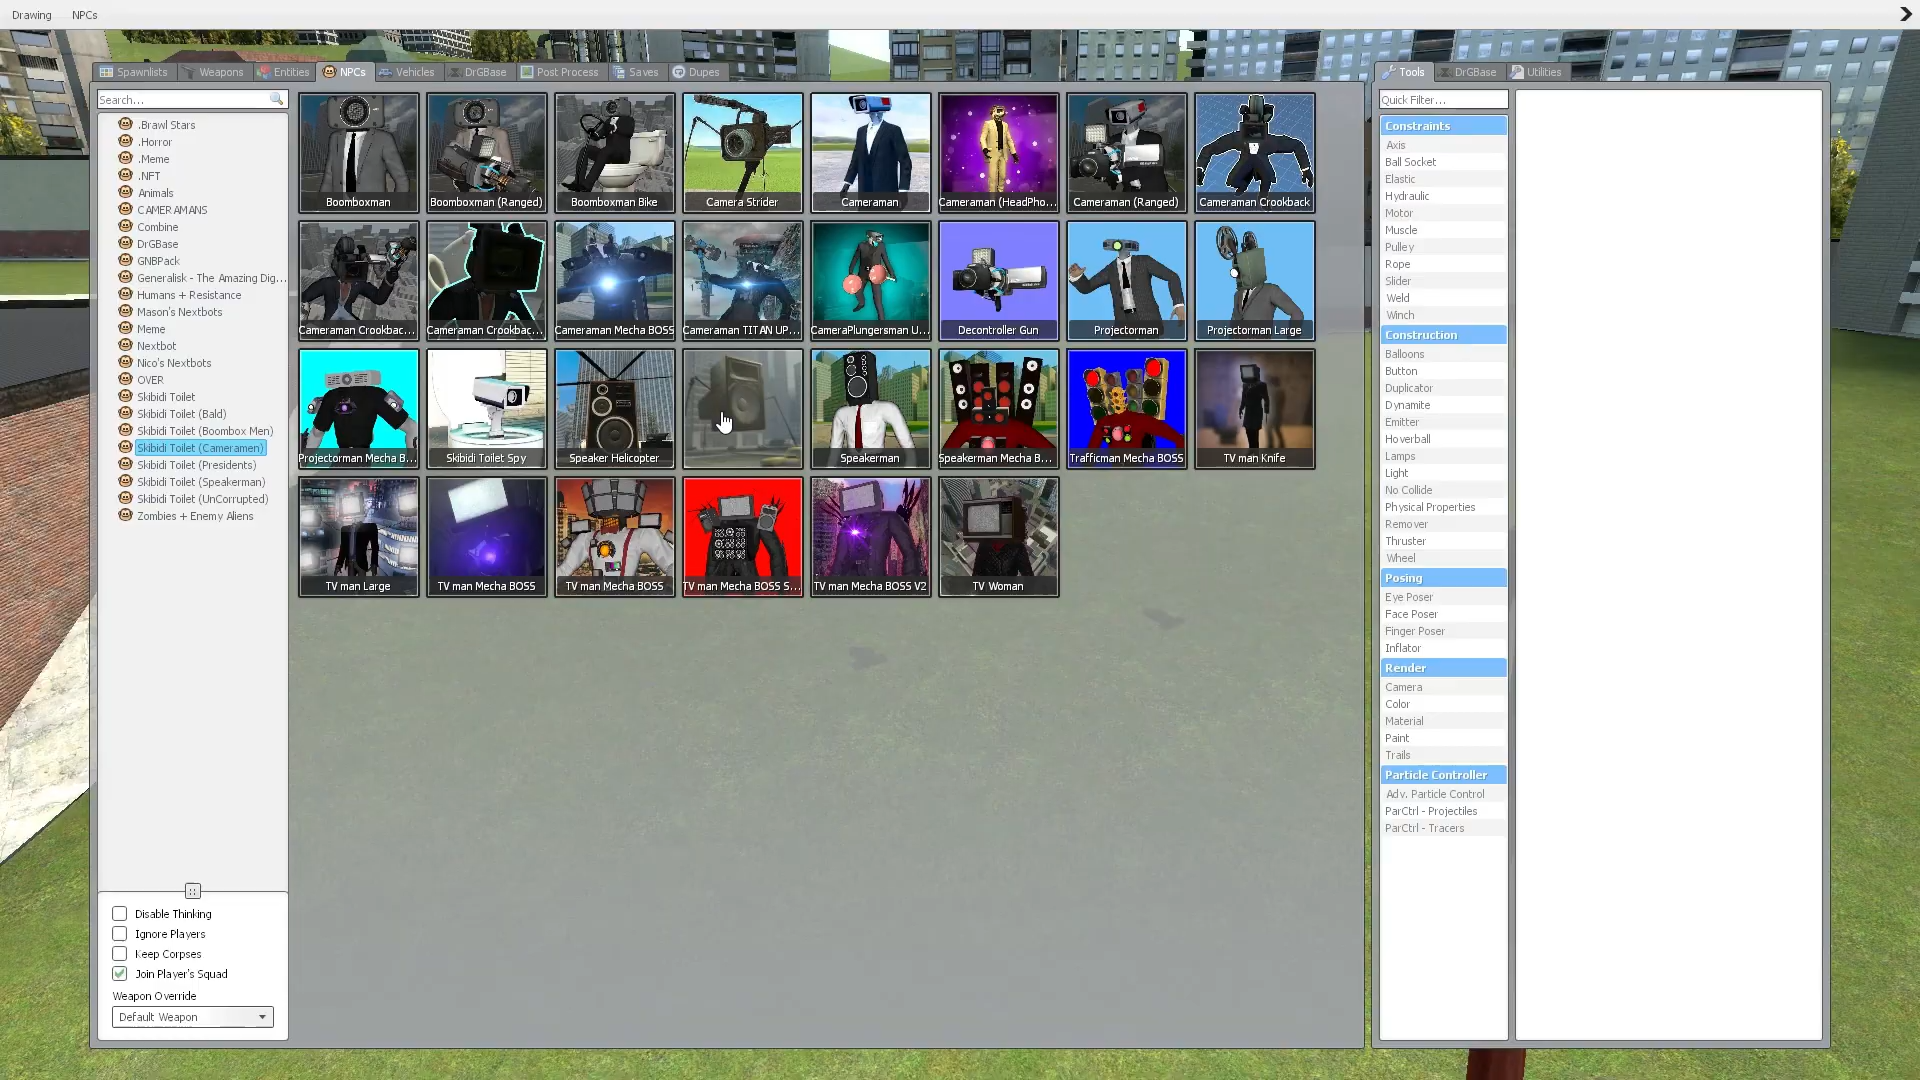 Drawing NPCs
Spawnlists Weapons Entities NPCs Vehicles DrGBase Post Process Saves Dupes
Search...
.Brawl Stars
.Horror
.Meme
.NFT
Animals
CAMERAMANS
Combine
DrGBase
GNBPack
Generalisk - The Amazing Dig...
Humans + Resistance
Mason's Nextbots
Meme
Nextbot
Nico's Nextbots
OVER
Skibidi Toilet
Skibidi Toilet (Bald)
Skibidi Toilet (Boombox Men)
Skibidi Toilet (Cameramen)
Skibidi Toilet (Presidents)
Skibidi Toilet (Speakerman)
Skibidi Toilet (UnCorrupted)
Zombies + Enemy Aliens
Disable Thinking
Ignore Players
Keep Corpses
Join Player's Squad
Weapon Override
Default Weapon
Boomboxman
Boomboxman (Ranged)
Boomboxman Bike
Camera Strider
Cameraman
Cameraman (HeadPho...
Cameraman (Ranged)
Cameraman Crookback
Cameraman Crookbac...
Cameraman Crookbac...
Cameraman Mecha BOSS
Cameraman TITAN UP...
CameraPlungersman U...
Decontroller Gun
Projectorman
Projectorman Large
Projectorman Mecha B...
Skibidi Toilet Spy
Speaker Helicopter
Speakerman
Speakerman Mecha B...
Trafficman Mecha BOSS
TV man Knife
TV man Large
TV man Mecha BOSS
TV man Mecha BOSS
TV man Mecha BOSS S...
TV man Mecha BOSS V2
TV Woman
Tools DrGBase Utilities
Quick Filter...
Constraints
Axis
Ball Socket
Elastic
Hydraulic
Motor
Muscle
Pulley
Rope
Slider
Weld
Winch
Construction
Balloons
Button
Duplicator
Dynamite
Emitter
Hoverball
Lamps
Light
No Collide
Physical Properties
Remover
Thruster
Wheel
Posing
Eye Poser
Face Poser
Finger Poser
Inflator
Render
Camera
Color
Material
Paint
Trails
Particle Controller
Adv. Particle Control
ParCtrl - Projectiles
ParCtrl - Tracers